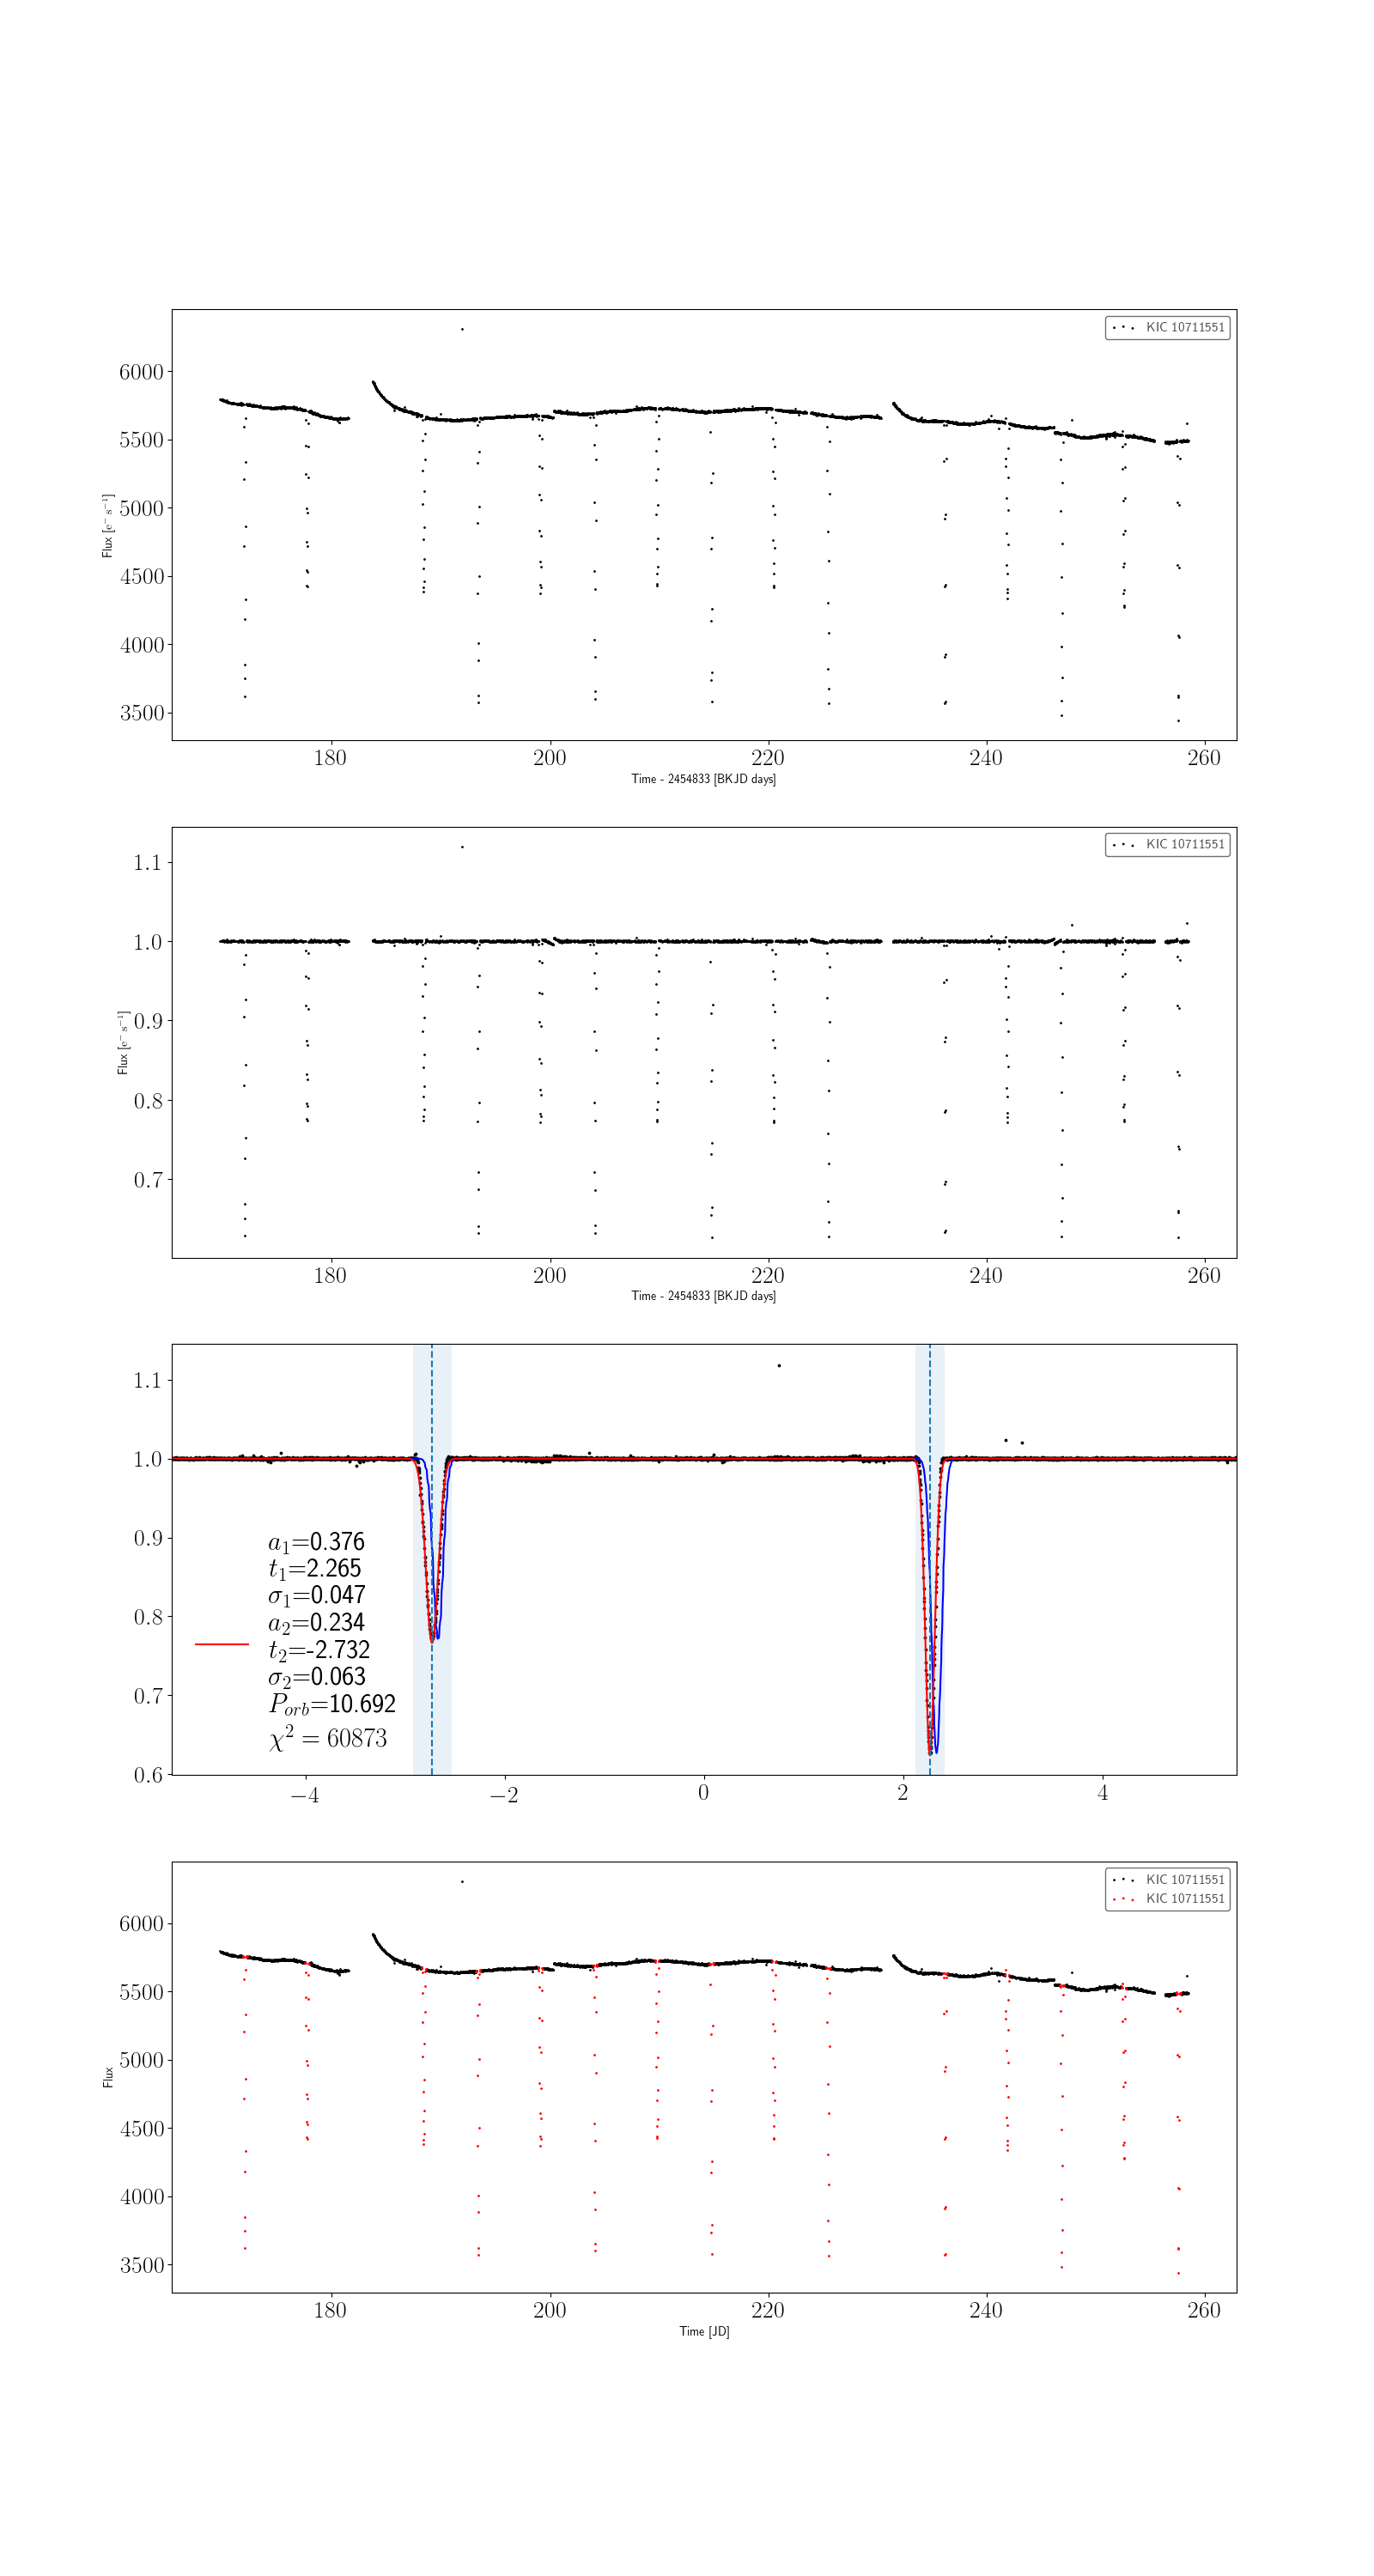 KIC 10711551
6000
5500
5000
4500
4000
3500
Flux [e⁻ s⁻¹]
180 200 220 240 260
Time - 2454833 [BKJD days]
KIC 10711551
1.1
1.0
0.9
0.8
0.7
Flux [e⁻ s⁻¹]
180 200 220 240 260
Time - 2454833 [BKJD days]
1.1
1.0
0.9
0.8
0.7
0.6
a₁=0.376
t₁=2.265
σ₁=0.047
a₂=0.234
t₂=-2.732
σ₂=0.063
Pₒᵣb=10.692
χ² = 60873
−4 −2 0 2 4
KIC 10711551
KIC 10711551
6000
5500
5000
4500
4000
3500
Flux
180 200 220 240 260
Time [JD]